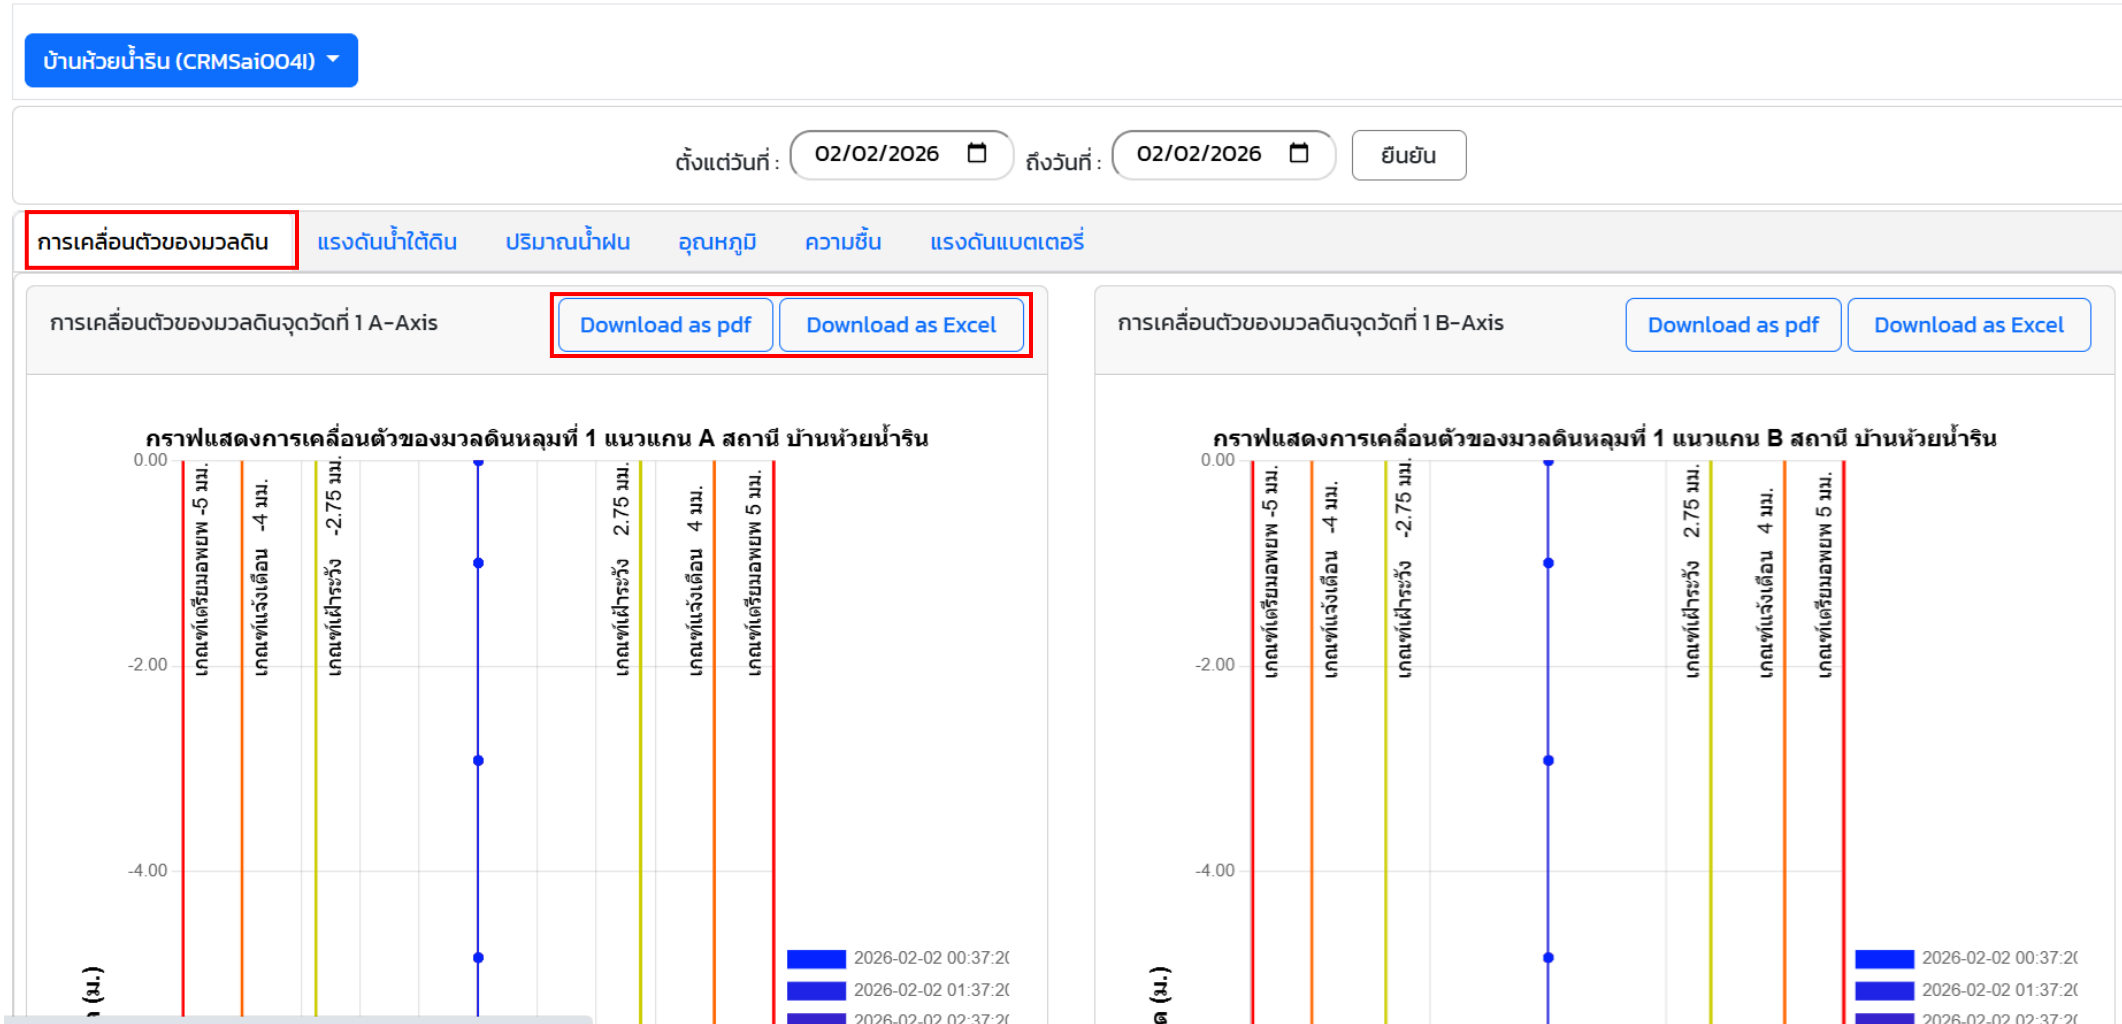 บ้านห้วยน้ำริน (CRMSai004I)
ตั้งแต่วันที่ : 02/02/2026 ถึงวันที่ : 02/02/2026 ยืนยัน
การเคลื่อนตัวของมวลดิน แรงดันน้ำใต้ดิน ปริมาณน้ำฝน อุณหภูมิ ความชื้น แรงดันแบตเตอรี่
การเคลื่อนตัวของมวลดินจุดวัดที่ 1 A-Axis Download as pdf Download as Excel
กราฟแสดงการเคลื่อนตัวของมวลดินหลุมที่ 1 แนวแกน A สถานี บ้านห้วยน้ำริน
0.00
-2.00
-4.00
เกณฑ์เตรียมอพยพ -5 มม.
เกณฑ์แจ้งเตือน -4 มม.
เกณฑ์เฝ้าระวัง -2.75 มม.
เกณฑ์เฝ้าระวัง 2.75 มม.
เกณฑ์แจ้งเตือน 4 มม.
เกณฑ์เตรียมอพยพ 5 มม.
(ม.)
2026-02-02 00:37:20
2026-02-02 01:37:20
2026-02-02 02:37:20
การเคลื่อนตัวของมวลดินจุดวัดที่ 1 B-Axis Download as pdf Download as Excel
กราฟแสดงการเคลื่อนตัวของมวลดินหลุมที่ 1 แนวแกน B สถานี บ้านห้วยน้ำริน
0.00
-2.00
-4.00
เกณฑ์เตรียมอพยพ -5 มม.
เกณฑ์แจ้งเตือน -4 มม.
เกณฑ์เฝ้าระวัง -2.75 มม.
เกณฑ์เฝ้าระวัง 2.75 มม.
เกณฑ์แจ้งเตือน 4 มม.
เกณฑ์เตรียมอพยพ 5 มม.
(ม.)
2026-02-02 00:37:20
2026-02-02 01:37:20
2026-02-02 02:37:20